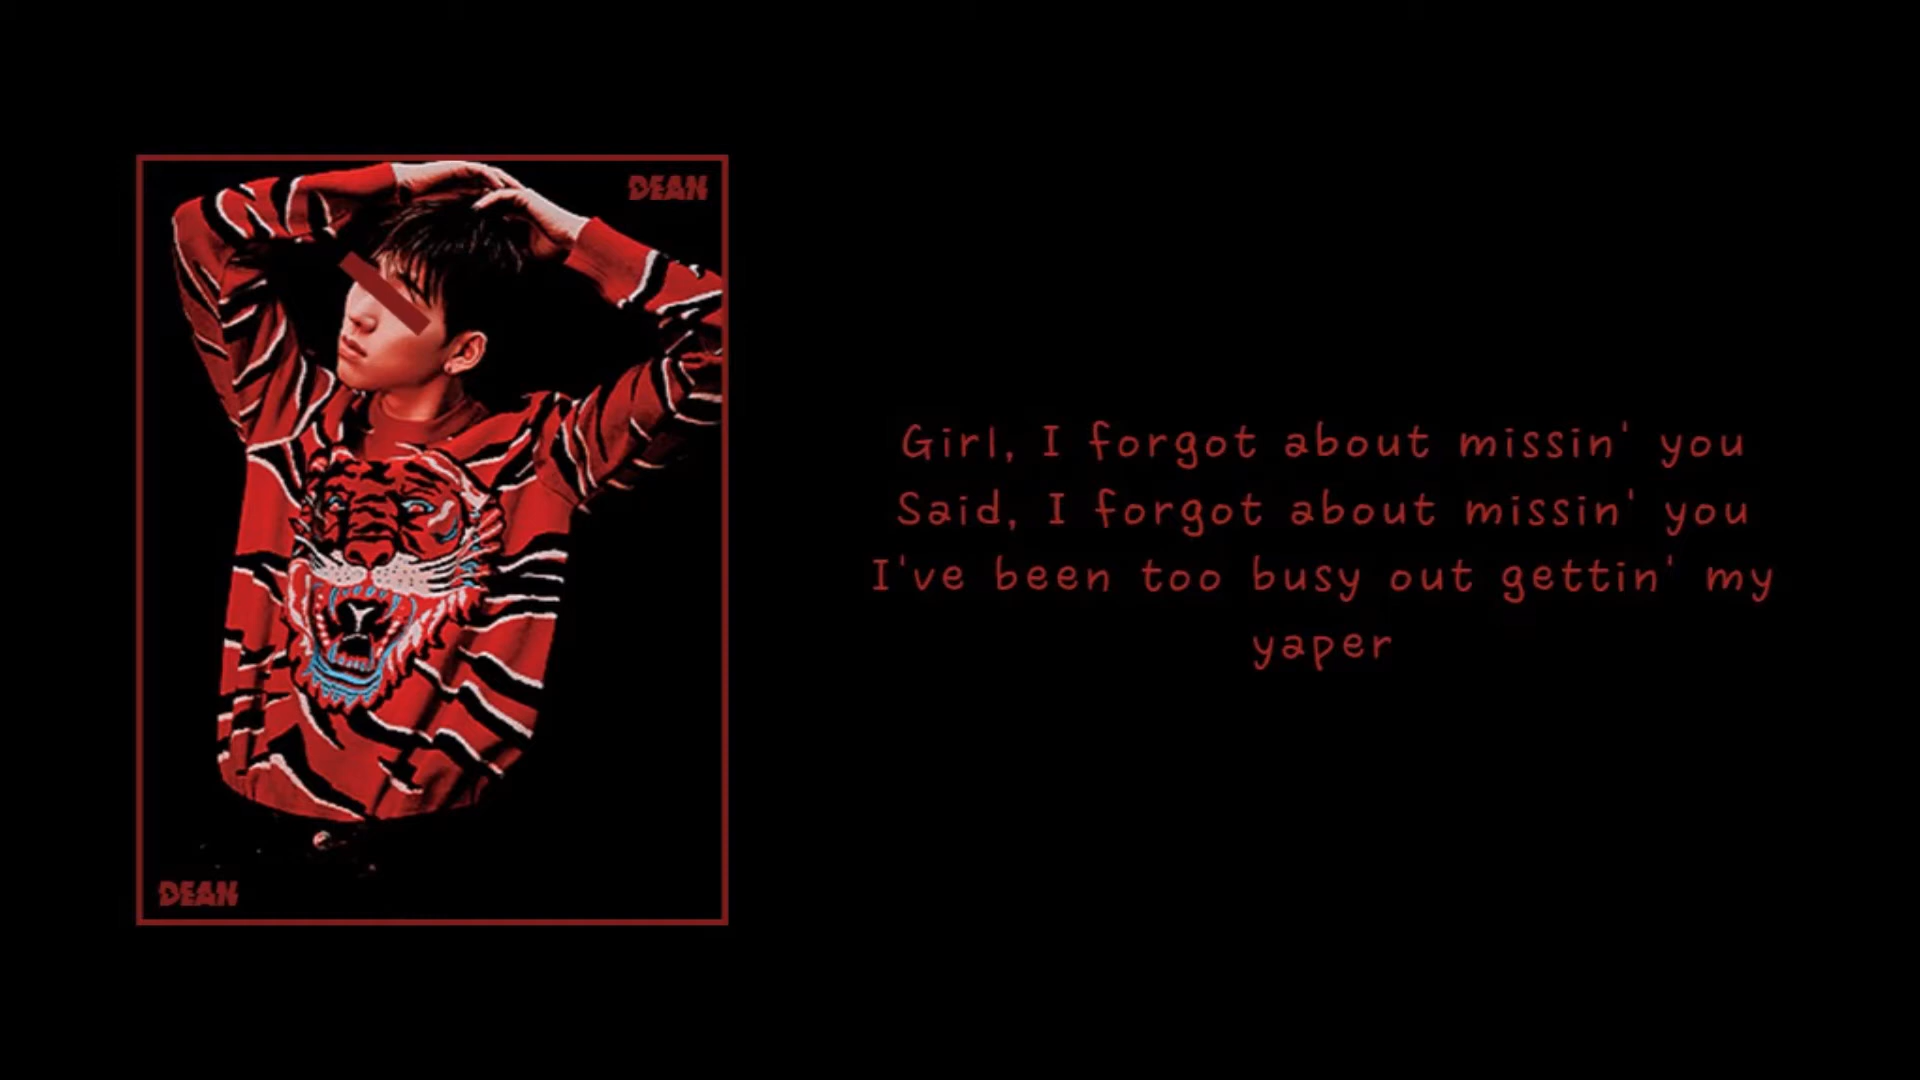 DEAN
Girl, I forgot about missin' you
Said, I forgot about missin' you
I've been too busy out gettin' my
yaper
DEAN